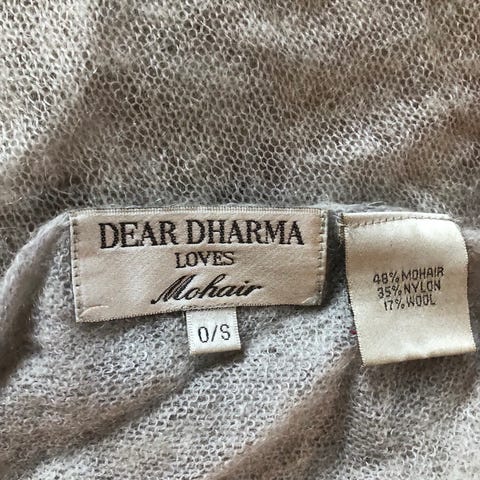 DEAR DHARMA
LOVES
Mohair
O/S
48% MOHAIR
35% NYLON
17% WOOL